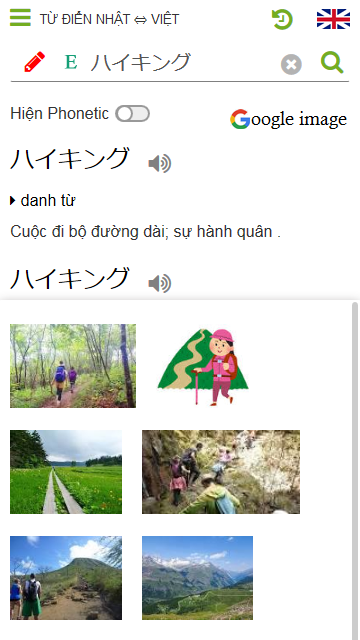 TỪ ĐIỂN NHẬT ⇔ VIỆT
E ハイキング
Hiện Phonetic
Google image
ハイキング
danh từ
Cuộc đi bộ đường dài; sự hành quân .
ハイキング